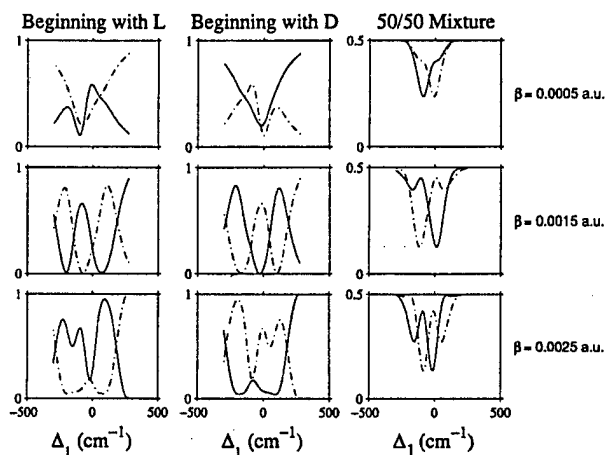 Beginning with L Beginning with D 50/50 Mixture
1 1 0.5
β = 0.0005 a.u.
0 0 0
1 1 0.5
β = 0.0015 a.u.
0 0 0
1 1 0.5
β = 0.0025 a.u.
0 0 0
−500 0 500 −500 0 500 −500 0 500
Δ₁ (cm⁻¹) Δ₁ (cm⁻¹) Δ₁ (cm⁻¹)